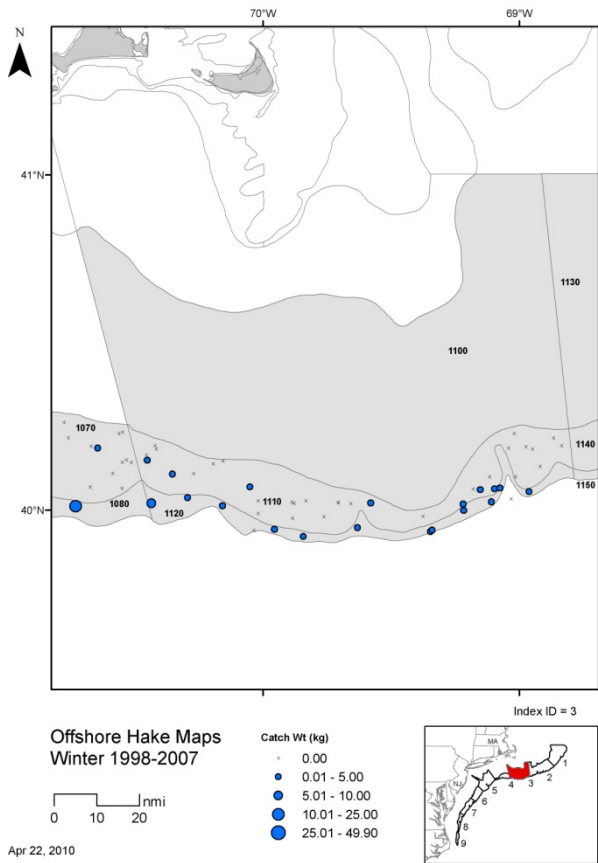 70°W 69°W
N
41°N
1130
1100
1070
1140
1150
40°N
1080
1110
1120
Index ID = 3
Offshore Hake Maps
Winter 1998-2007
Catch Wt (kg)
0.00
0.01 - 5.00
5.01 - 10.00
10.01 - 25.00
25.01 - 49.90
nmi
0 10 20
MA
NJ
1
2
3
4
5
6
7
8
9
Apr 22, 2010